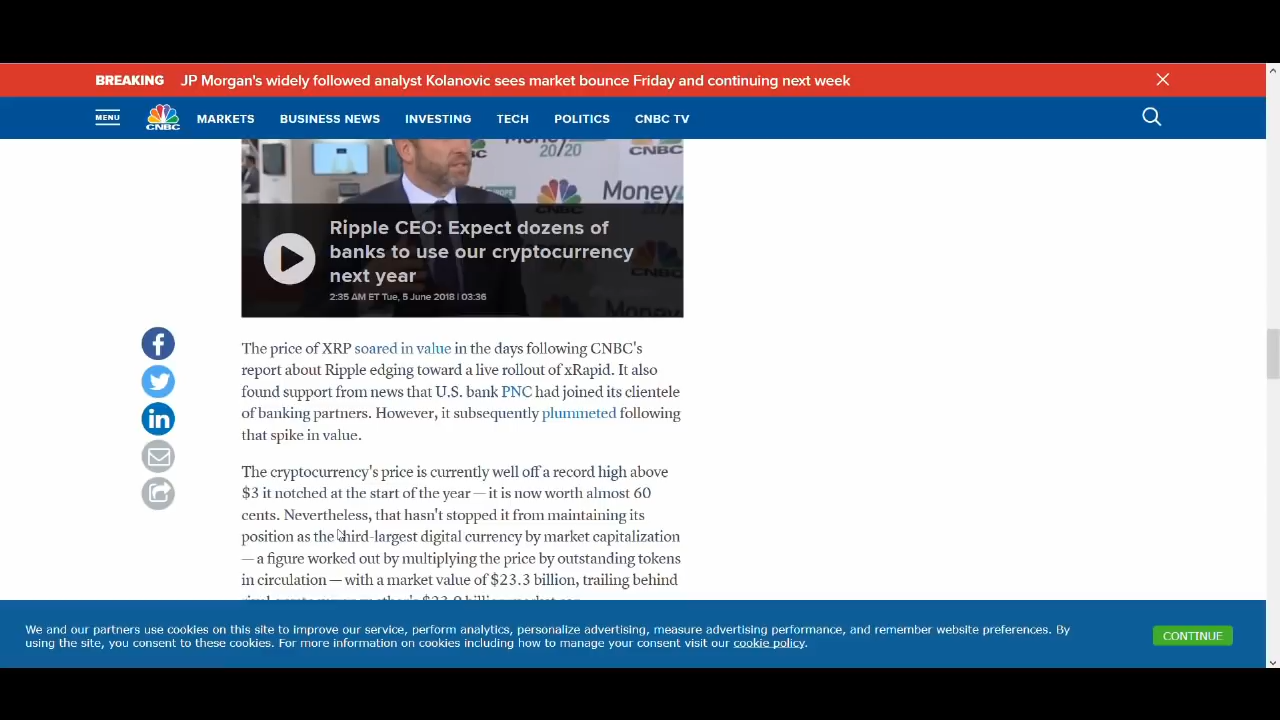 BREAKING JP Morgan's widely followed analyst Kolanovic sees market bounce Friday and continuing next week
MENU CNBC MARKETS BUSINESS NEWS INVESTING TECH POLITICS CNBC TV
20/20 CNBC
EUROPE Money
Ripple CEO: Expect dozens of
banks to use our cryptocurrency
next year
2:35 AM ET Tue, 5 June 2018 | 03:36
The price of XRP soared in value in the days following CNBC's
report about Ripple edging toward a live rollout of xRapid. It also
found support from news that U.S. bank PNC had joined its clientele
of banking partners. However, it subsequently plummeted following
that spike in value.
The cryptocurrency's price is currently well off a record high above
$3 it notched at the start of the year — it is now worth almost 60
cents. Nevertheless, that hasn't stopped it from maintaining its
position as the third-largest digital currency by market capitalization
— a figure worked out by multiplying the price by outstanding tokens
in circulation — with a market value of $23.3 billion, trailing behind
We and our partners use cookies on this site to improve our service, perform analytics, personalize advertising, measure advertising performance, and remember website preferences. By
using the site, you consent to these cookies. For more information on cookies including how to manage your consent visit our cookie policy.
CONTINUE